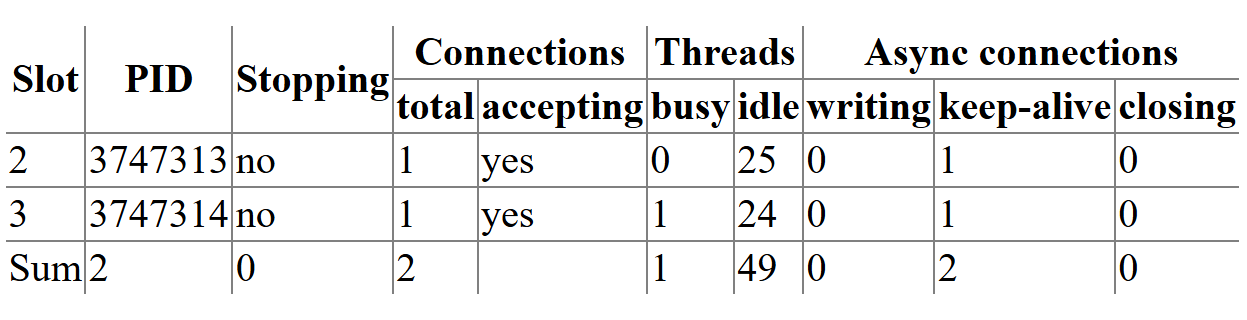 Slot PID Stopping Connections Threads Async connections
total accepting busy idle writing keep-alive closing
2 3747313 no 1 yes 0 25 0 1 0
3 3747314 no 1 yes 1 24 0 1 0
Sum 2 0 2 1 49 0 2 0